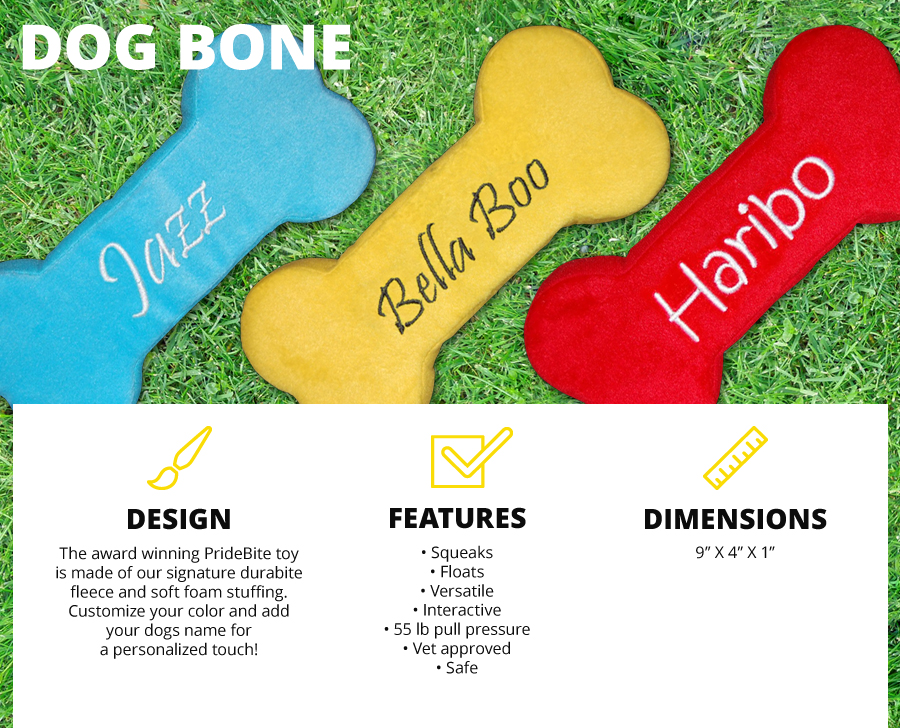 DOG BONE
Jazz
Bella Boo
Haribo
DESIGN
The award winning PrideBite toy
is made of our signature durabite
fleece and soft foam stuffing.
Customize your color and add
your dogs name for
a personalized touch!
FEATURES
• Squeaks
• Floats
• Versatile
• Interactive
• 55 lb pull pressure
• Vet approved
• Safe
DIMENSIONS
9” X 4” X 1”